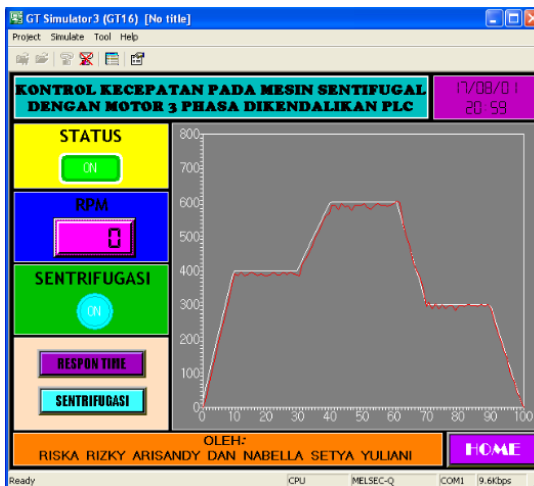 GT Simulator3 (GT16) [No title]
Project Simulate Tool Help
KONTROL KECEPATAN PADA MESIN SENTIFUGAL
DENGAN MOTOR 3 PHASA DIKENDALIKAN PLC
17/08/01
20:59
STATUS
ON
RPM
0
SENTRIFUGASI
ON
RESPON TIME
SENTRIFUGASI
800
700
600
500
400
300
200
100
0
0 10 20 30 40 50 60 70 80 90 100
OLEH:
RISKA RIZKY ARISANDY DAN NABELLA SETYA YULIANI
HOME
Ready CPU MELSEC-Q COM1 9.6Kbps